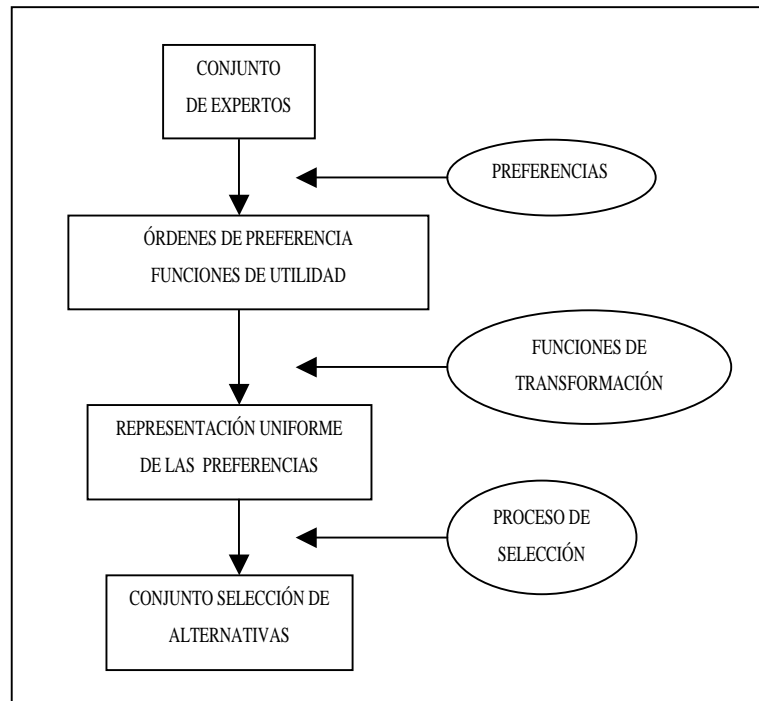 CONJUNTO
DE EXPERTOS
PREFERENCIAS
ÓRDENES DE PREFERENCIA
FUNCIONES DE UTILIDAD
FUNCIONES DE
TRANSFORMACIÓN
REPRESENTACIÓN UNIFORME
DE LAS PREFERENCIAS
PROCESO DE
SELECCIÓN
CONJUNTO SELECCIÓN DE
ALTERNATIVAS